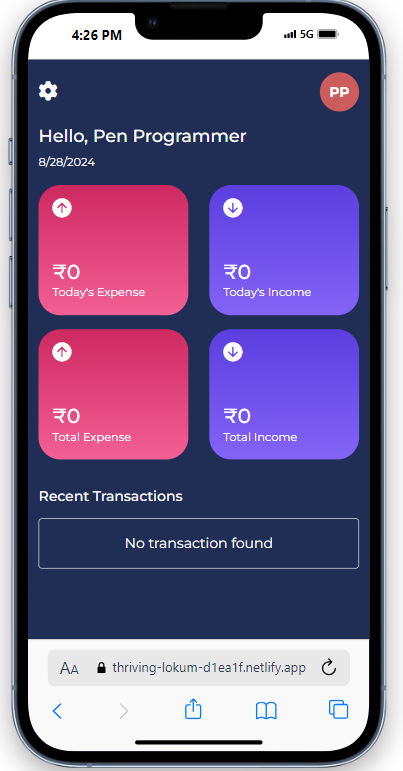 4:26 PM 5G
PP
Hello, Pen Programmer
8/28/2024
₹0 ₹0
Today's Expense Today's Income
₹0 ₹0
Total Expense Total Income
Recent Transactions
No transaction found
AA thriving-lokum-d1ea1f.netlify.app